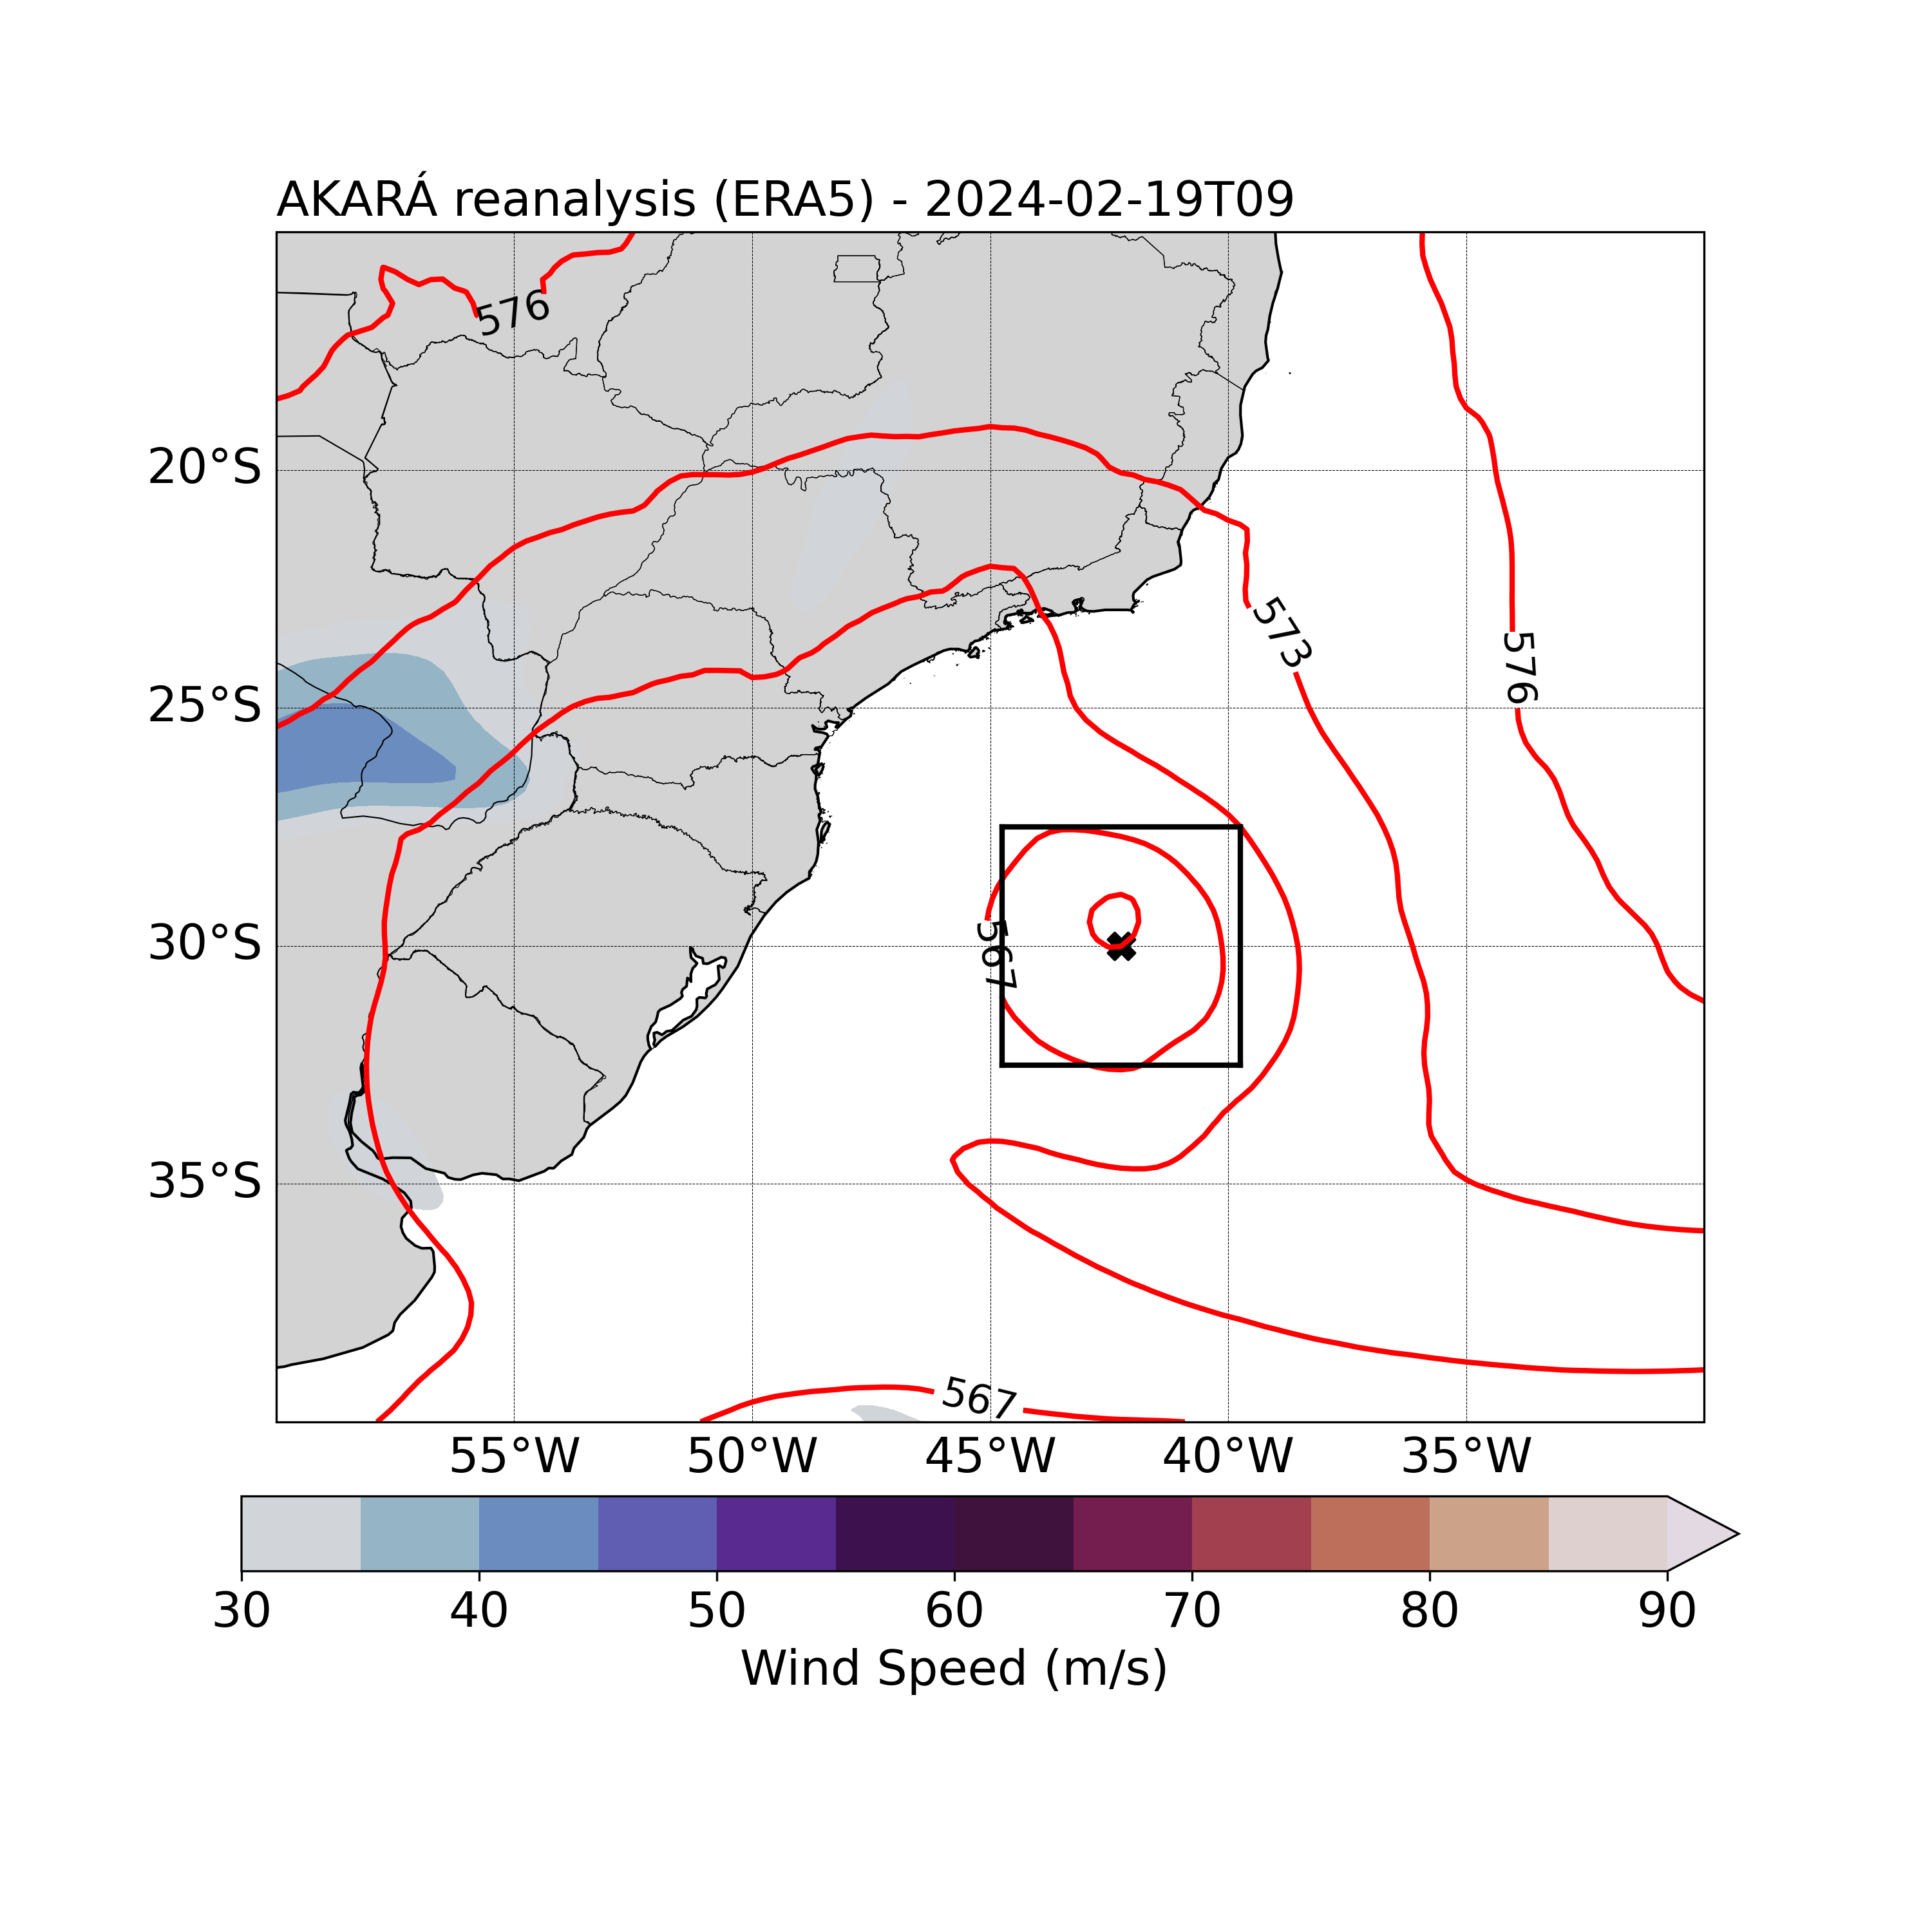 AKARÁ reanalysis (ERA5) - 2024-02-19T09
576
20°S
573
576
25°S
567
30°S
35°S
567
55°W 50°W 45°W 40°W 35°W
30 40 50 60 70 80 90
Wind Speed (m/s)